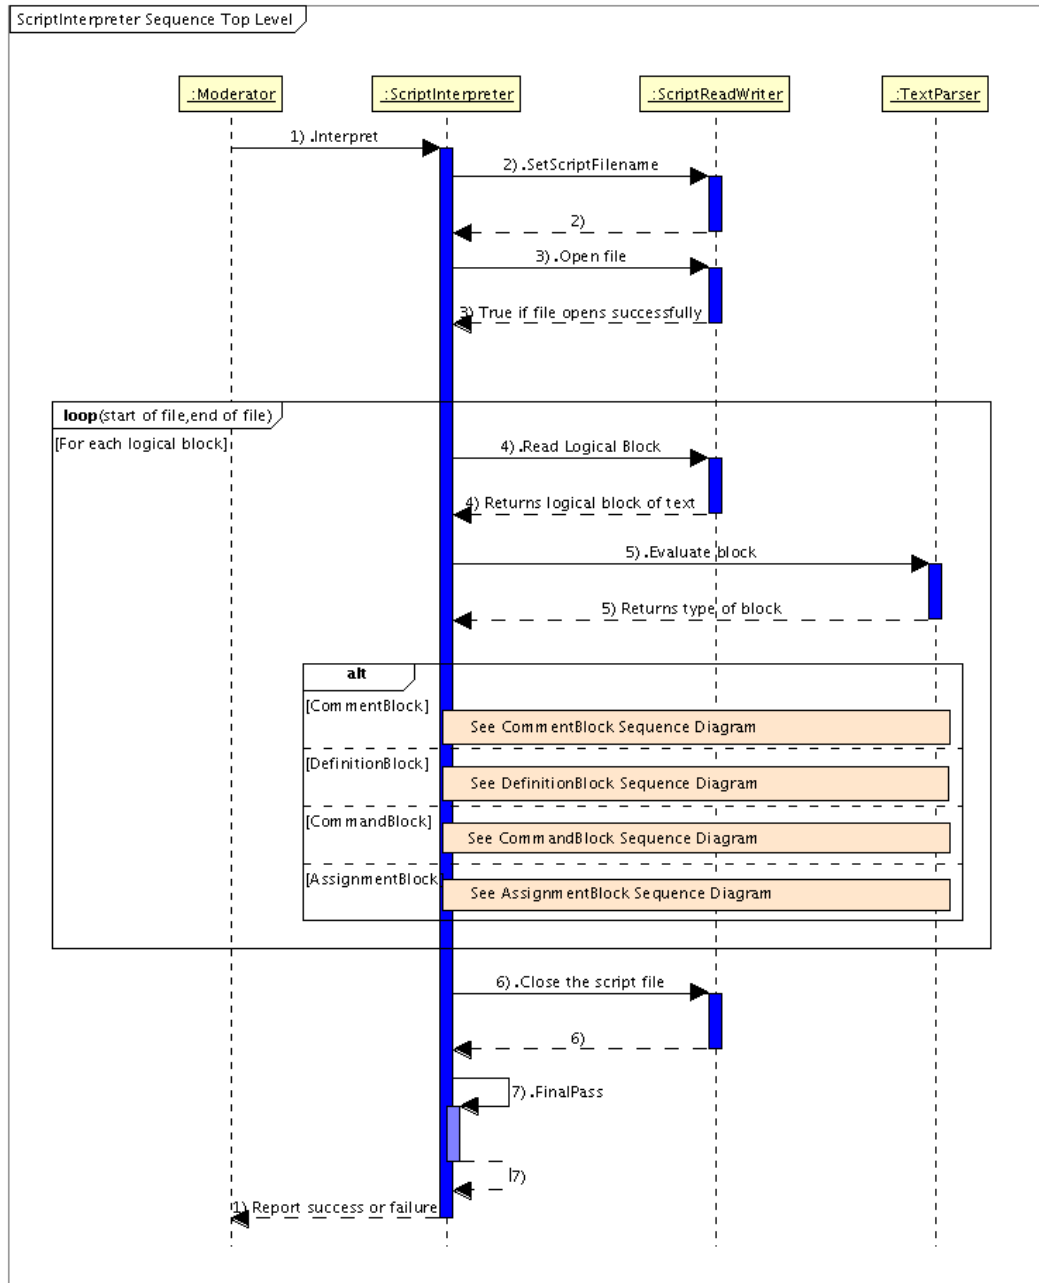 ScriptInterpreter Sequence Top Level
:Moderator
:ScriptInterpreter
:ScriptReadWriter
:TextParser
1) .Interpret
2) .SetScriptFilename
2)
3) .Open file
3) True if file opens successfully
loop(start of file,end of file)
[For each logical block]
4) .Read Logical Block
4) Returns logical block of text
5) .Evaluate block
5) Returns type of block
alt
[CommentBlock]
See CommentBlock Sequence Diagram
[DefinitionBlock]
See DefinitionBlock Sequence Diagram
[CommandBlock]
See CommandBlock Sequence Diagram
[AssignmentBlock]
See AssignmentBlock Sequence Diagram
6) .Close the script file
6)
7) .FinalPass
7)
1) Report success or failure